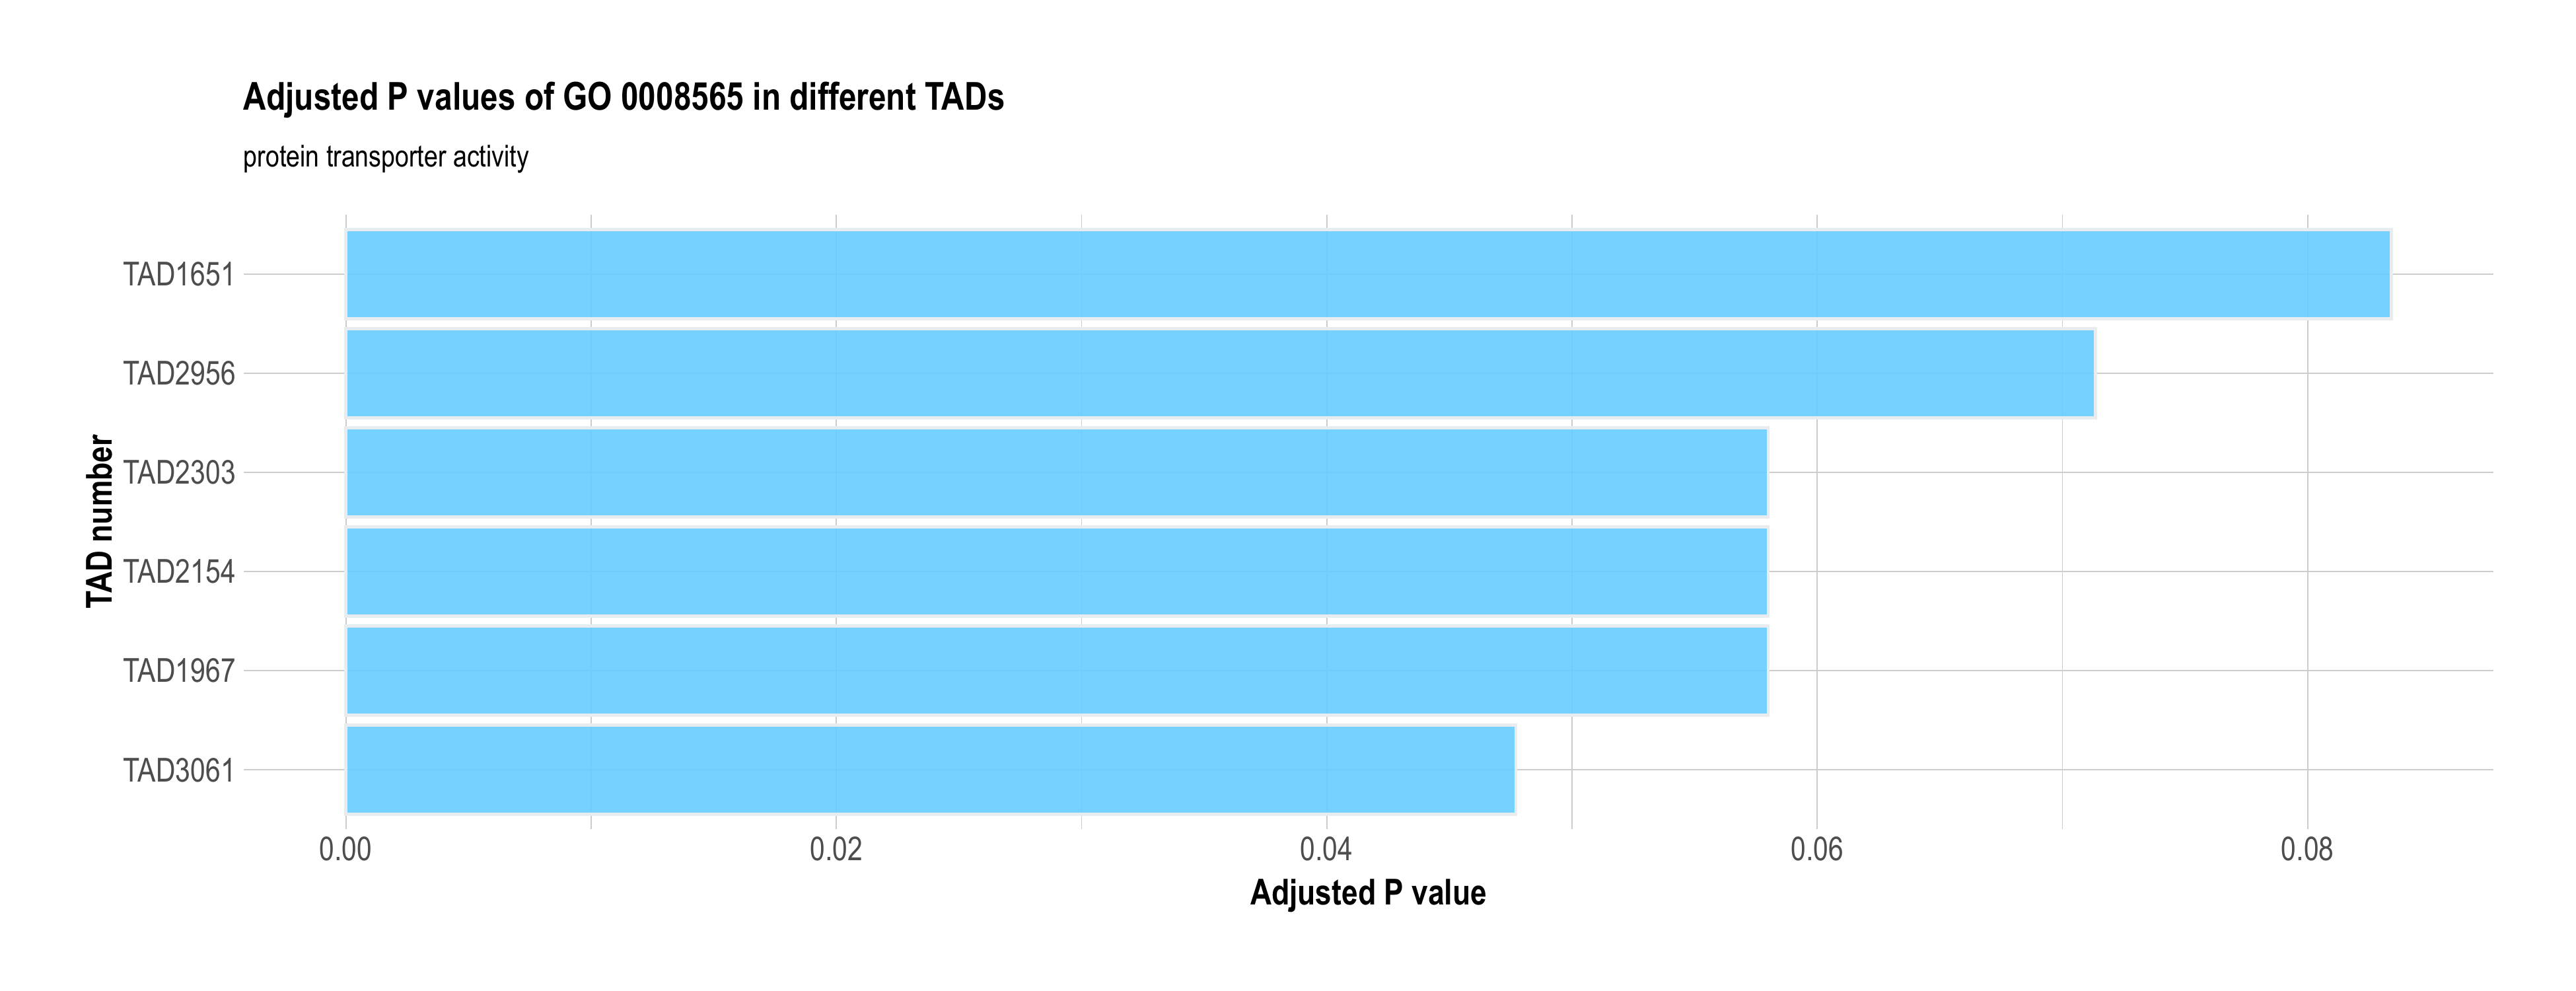 Adjusted P values of GO 0008565 in different TADs
protein transporter activity
TAD number
TAD1651
TAD2956
TAD2303
TAD2154
TAD1967
TAD3061
0.00 0.02 0.04 0.06 0.08
Adjusted P value